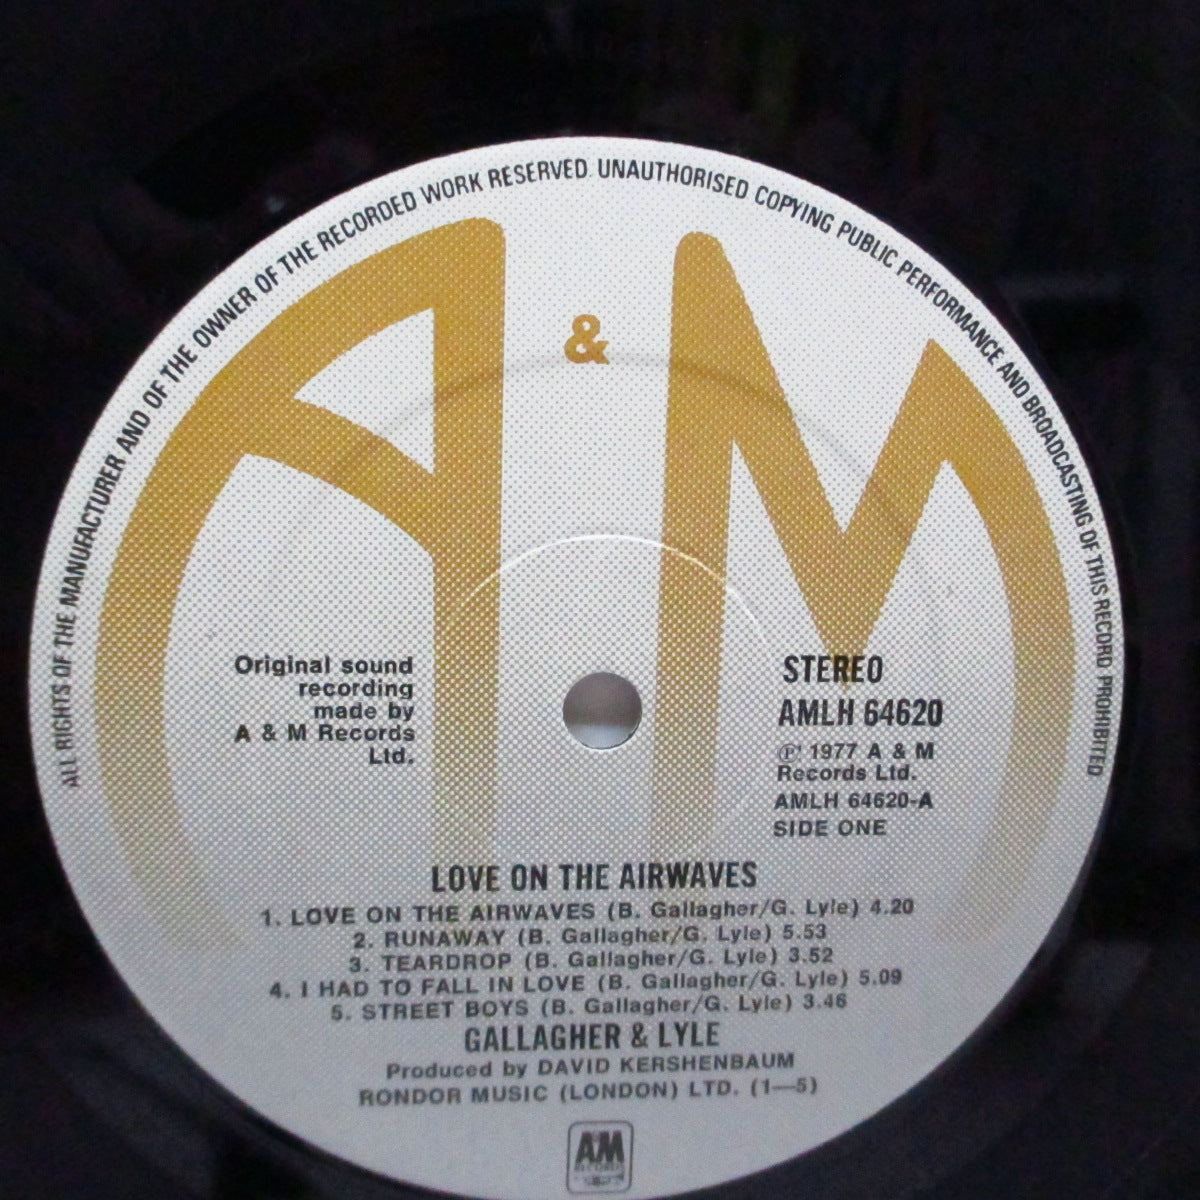 ALL RIGHTS OF THE MANUFACTURER AND OF THE OWNER OF THE RECORDED WORK RESERVED. UNAUTHORISED COPYING PUBLIC PERFORMANCE AND BROADCASTING OF THIS RECORD PROHIBITED
A & M
Original sound
recording
made by
A & M Records
Ltd.
STEREO
AMLH 64620
℗ 1977 A & M
Records Ltd.
AMLH 64620-A
SIDE ONE
LOVE ON THE AIRWAVES
1. LOVE ON THE AIRWAVES (B. Gallagher/G. Lyle) 4.20
2. RUNAWAY (B. Gallagher/G. Lyle) 5.53
3. TEARDROP (B. Gallagher/G. Lyle) 3.52
4. I HAD TO FALL IN LOVE (B. Gallagher/G. Lyle) 5.09
5. STREET BOYS (B. Gallagher/G. Lyle) 3.46
GALLAGHER & LYLE
Produced by DAVID KERSHENBAUM
RONDOR MUSIC (LONDON) LTD. (1—5)
A&M
RECORDS